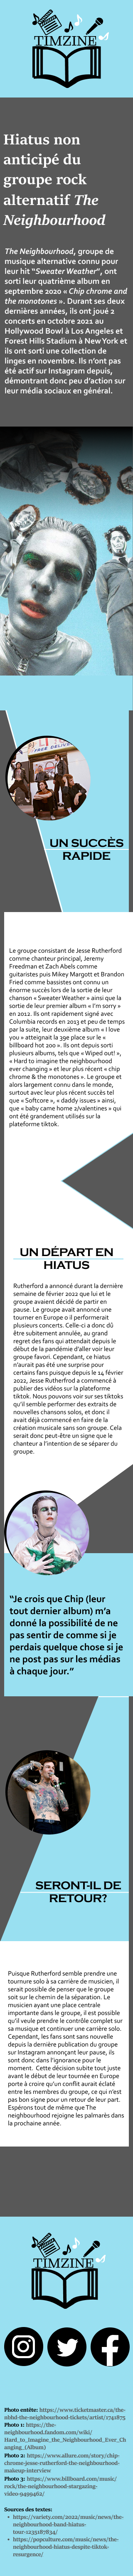 TIMZINE
Hiatus non
anticipé du
groupe rock
alternatif The
Neighbourhood
The Neighbourhood, groupe de
musique alternative connu pour
leur hit "Sweater Weather", ont
sorti leur quatrième album en
septembre 2020 « Chip chrome and
the monotones ». Durant ses deux
dernières années, ils ont joué 2
concerts en octobre 2021 au
Hollywood Bowl à Los Angeles et
Forest Hills Stadium à New York et
ils ont sorti une collection de
linges en novembre. Ils n'ont pas
été actif sur Instagram depuis,
démontrant donc peu d'action sur
leur média sociaux en général.
UN SUCCÈS
RAPIDE
Le groupe consistant de Jesse Rutherford
comme chanteur principal, Jeremy
Freedman et Zach Abels comme
guitaristes puis Mikey Margott et Brandon
Fried comme bassistes ont connu un
énorme succès lors de la sortie de leur
chanson « Sweater Weather » ainsi que la
sortie de leur premier album « I'm sorry »
en 2012. Ils ont rapidement signé avec
Columbia records en 2013 et peu de temps
après la suite, leur deuxième album « I love
you » atteignait la 39e place sur le «
billboard 200 ». Ils ont depuis sorti
plusieurs albums, tels que « Wiped out »,
« Hard to imagine the neighbourhood
ever changing » et leur plus récent « chip
chrome & the monotones ». Le groupe et
alors largement connu dans le monde,
surtout avec leur plus récent succès tel
que « Softcore », « daddy issues » ainsi,
que « baby came home 2/valentines » qui
ont été grandement utilisés sur la
plateforme tiktok.
UN DÉPART EN
HIATUS
Rutherford a annoncé durant la dernière
semaine de février 2022 que lui et le
groupe avaient décidé de partir en
pause. Le groupe avait annoncé une
tourner en Europe où il performerait
plusieurs concerts. Celle-ci a donc dû
être subitement annulée, au grand
regret des fans qui attendaient depuis le
début de la pandémie d'aller voir leur
groupe favori. Cependant, ce hiatus
n'aurait pas été une surprise pour
certains fans puisque depuis le 14 février
2022, Jesse Rutherford a commencé à
publier des vidéos sur la plateforme
tiktok. Nous pouvons voir sur ses tiktoks
qu'il semble performer des extraits de
nouvelles chansons solos, et donc il
avait déjà commencé à en faire de la
création musicale sans son groupe. Cela
serait donc peut-être un signe que le
chanteur a l'intention de se séparer du
groupe.
"Je crois que Chip (leur
tout dernier album) m'a
donné la possibilité de ne
pas sentir de comme si je
perdais quelque chose si je
ne post pas sur les médias
à chaque jour."
SERONT-IL DE
RETOUR?
Puisque Rutherford semble prendre une
tournure solo à sa carrière de musicien, il
serait possible de penser que le groupe
soit sur le chemin de la séparation. Le
musicien ayant une place centrale
importante dans le groupe, il est possible
qu'il veule prendre le contrôle complet sur
sa musique et continuer une carrière solo.
Cependant, les fans sont sans nouvelle
depuis la dernière publication du groupe
sur Instagram annonçant leur pause, ils
sont donc dans l'ignorance pour le
moment. Cette décision abrupte tout juste
avant le début de leur tournée en Europe
porte à croire qu'un conflit aurait éclaté
entre les membres du groupe, ce qui n'est
pas un bon signe pour un retour de leur part.
Espérons tout de même que The
neighbourhood rejoigne les palmarès dans
la prochaine année.
TIMZINE
Photo entête: https://www.ticketmaster.ca/the-
nbhd-the-neighbourhood-tickets/artist/1741875
Photo 1: https://the-
neighbourhood.fandom.com/wiki/
Hard_to_Imagine_the_Neighbourhood_Ever_Ch
anging_(Album)
Photo 2: https://www.allure.com/story/chip-
chrome-jesse-rutherford-the-neighbourhood-
makeup-interview
Photo 3: https://www.billboard.com/music/
rock/the-neighbourhood-stargazing-
video-9499462/
Sources des textes:
• https://variety.com/2022/music/news/the-
neighbourhood-band-hiatus-
tour-1235187834/
• https://popculture.com/music/news/the-
neighbourhood-hiatus-despite-tiktok-
resurgence/